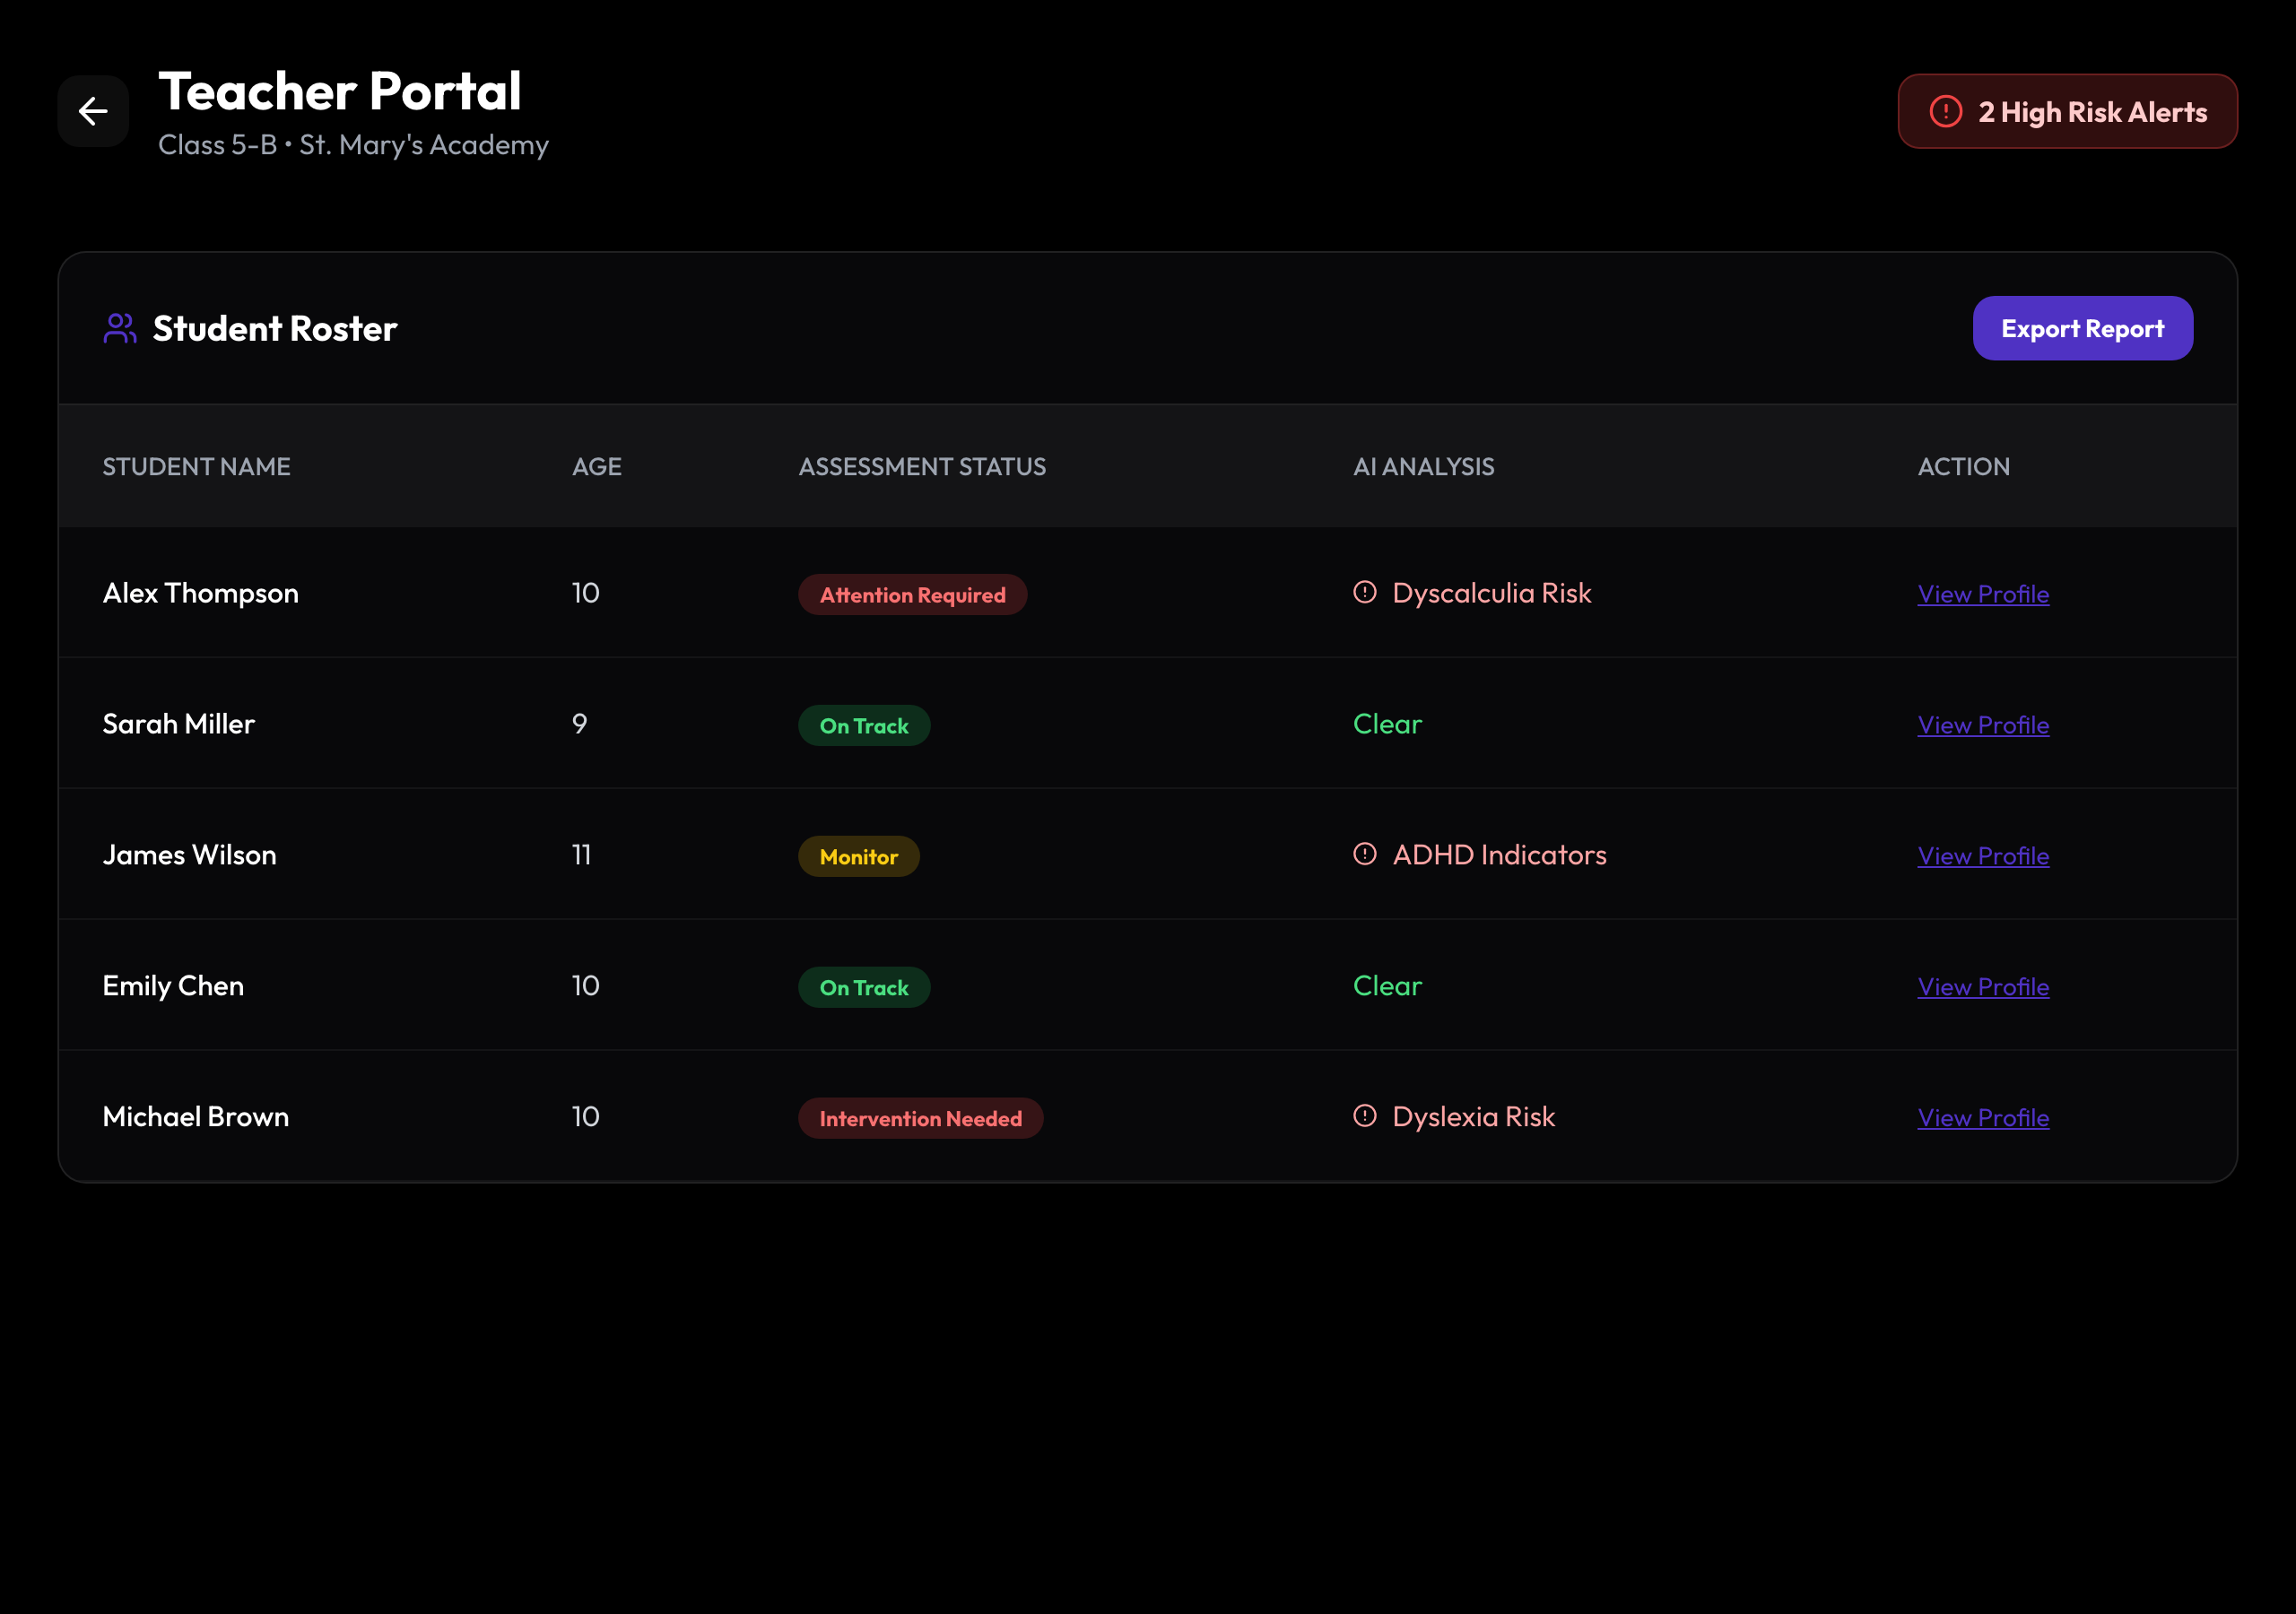 Teacher Portal
Class 5-B • St. Mary's Academy
2 High Risk Alerts
Student Roster
Export Report
STUDENT NAME AGE ASSESSMENT STATUS AI ANALYSIS ACTION
Alex Thompson 10 Attention Required Dyscalculia Risk View Profile
Sarah Miller 9 On Track Clear View Profile
James Wilson 11 Monitor ADHD Indicators View Profile
Emily Chen 10 On Track Clear View Profile
Michael Brown 10 Intervention Needed Dyslexia Risk View Profile